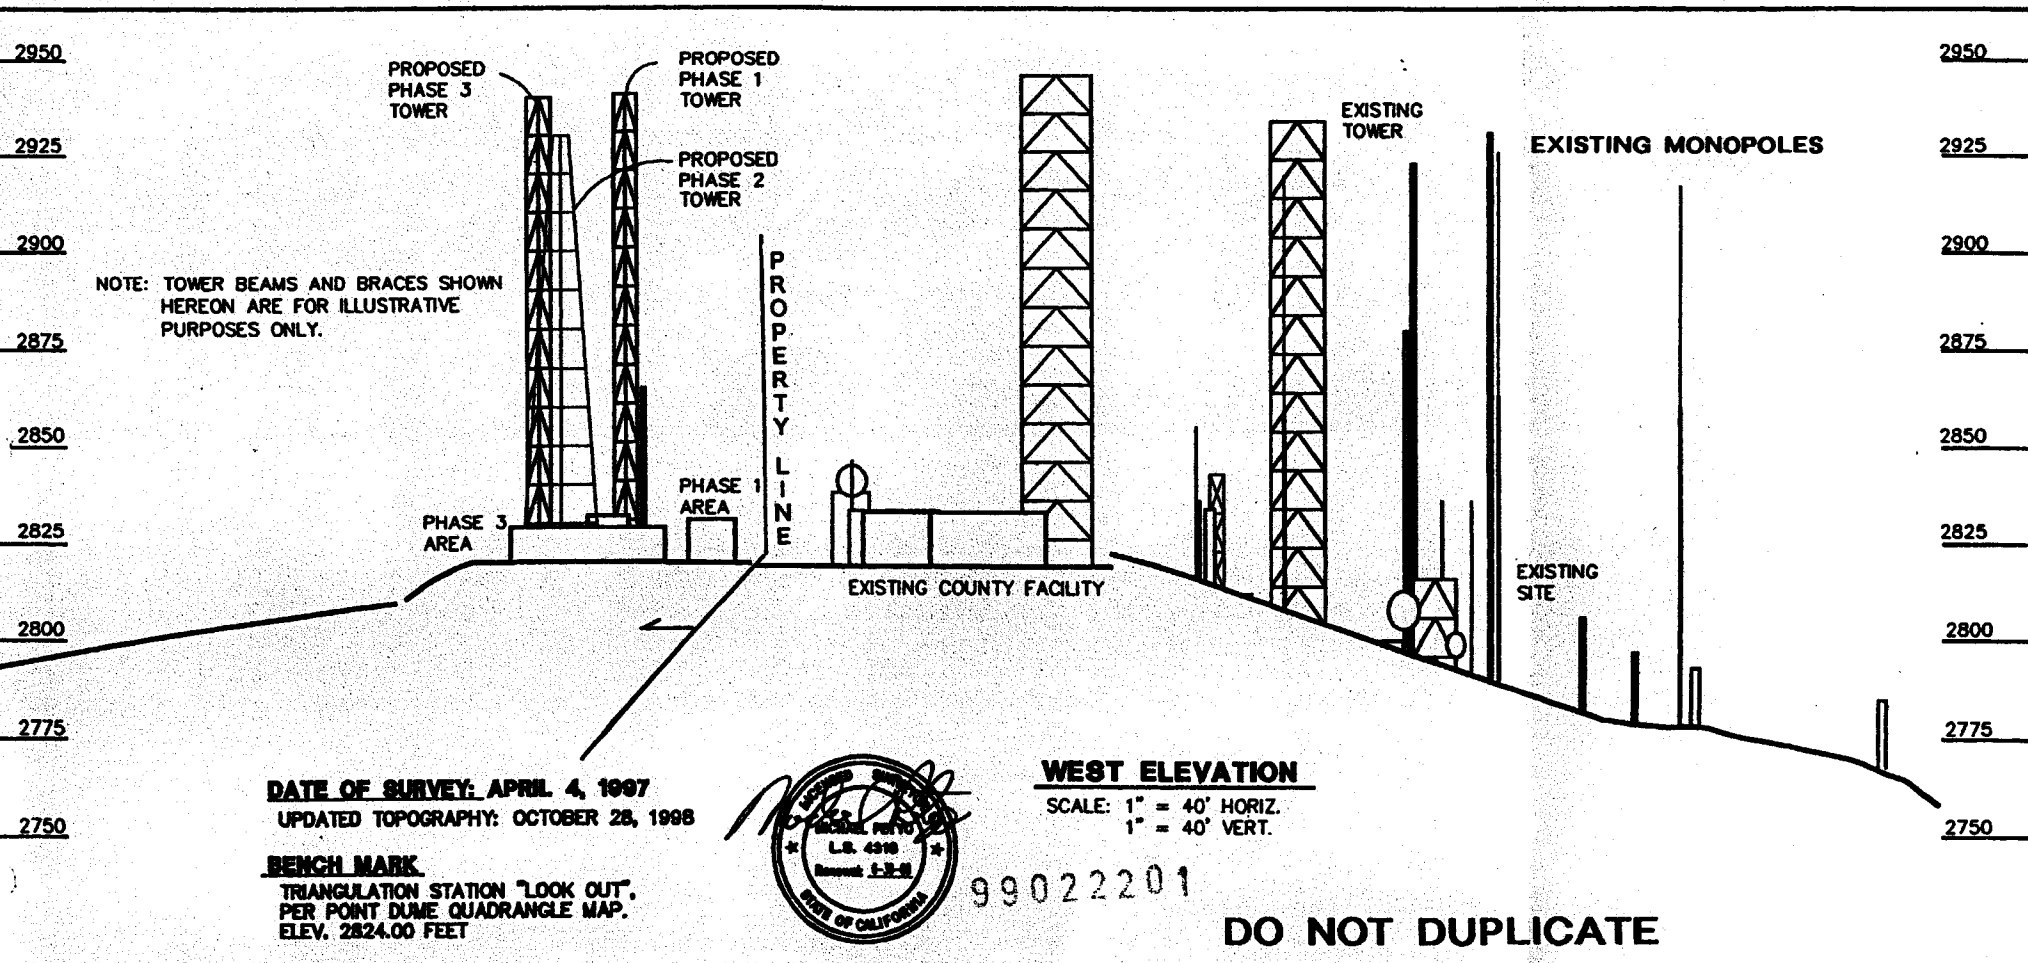 2950
2925
2900
2875
2850
2825
2800
2775
2750
PROPOSED
PHASE 3
TOWER
PROPOSED
PHASE 1
TOWER
PROPOSED
PHASE 2
TOWER
NOTE: TOWER BEAMS AND BRACES SHOWN
HEREON ARE FOR ILLUSTRATIVE
PURPOSES ONLY.
PROPERTY LINE
PHASE 3
AREA
PHASE 1
AREA
EXISTING COUNTY FACILITY
EXISTING
TOWER
EXISTING MONOPOLES
EXISTING
SITE
2950
2925
2900
2875
2850
2825
2800
2775
2750
DATE OF SURVEY: APRIL 4, 1997
UPDATED TOPOGRAPHY: OCTOBER 28, 1998
BENCH MARK
TRIANGULATION STATION "LOOK OUT",
PER POINT DUME QUADRANGLE MAP.
ELEV. 2824.00 FEET
LICENSED
MICHAEL
L.S. 4318
STATE OF CALIFORNIA
WEST ELEVATION
SCALE: 1" = 40' HORIZ.
1" = 40' VERT.
99022201
DO NOT DUPLICATE